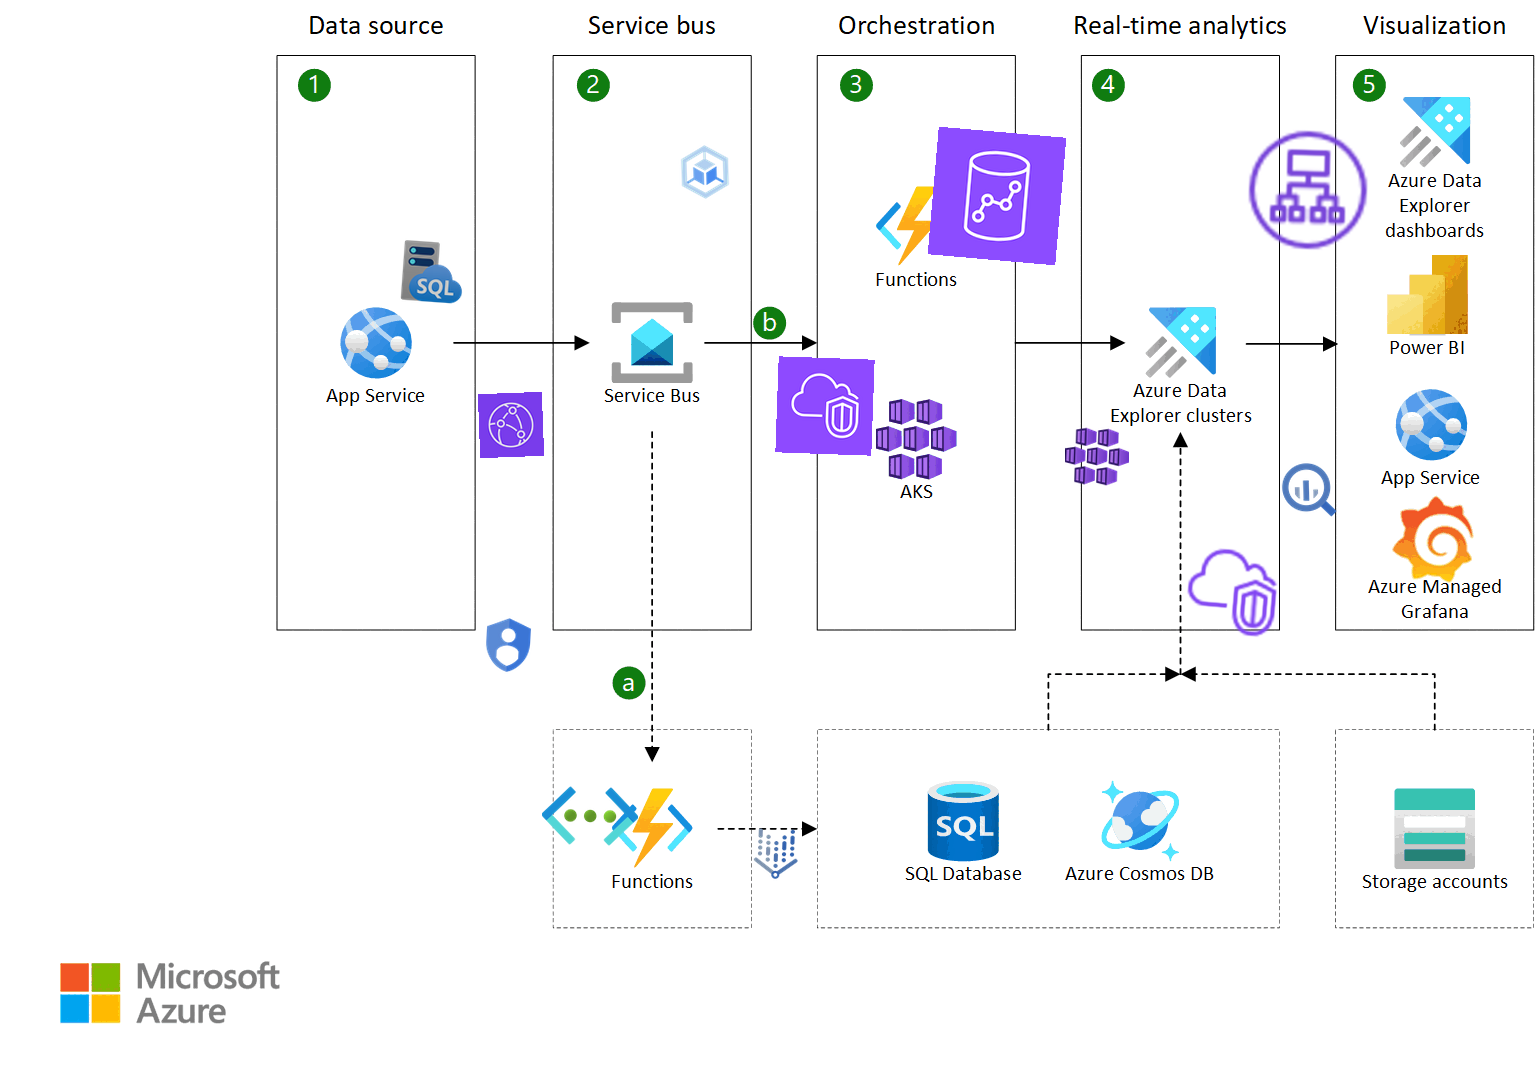 Data source
Service bus
Orchestration
Real-time analytics
Visualization
1
2
3
4
5
SQL
App Service
Service Bus
b
Functions
AKS
Azure Data
Explorer clusters
Azure Data
Explorer
dashboards
Power BI
App Service
Azure Managed
Grafana
a
Functions
SQL
SQL Database
Azure Cosmos DB
Storage accounts
Microsoft
Azure